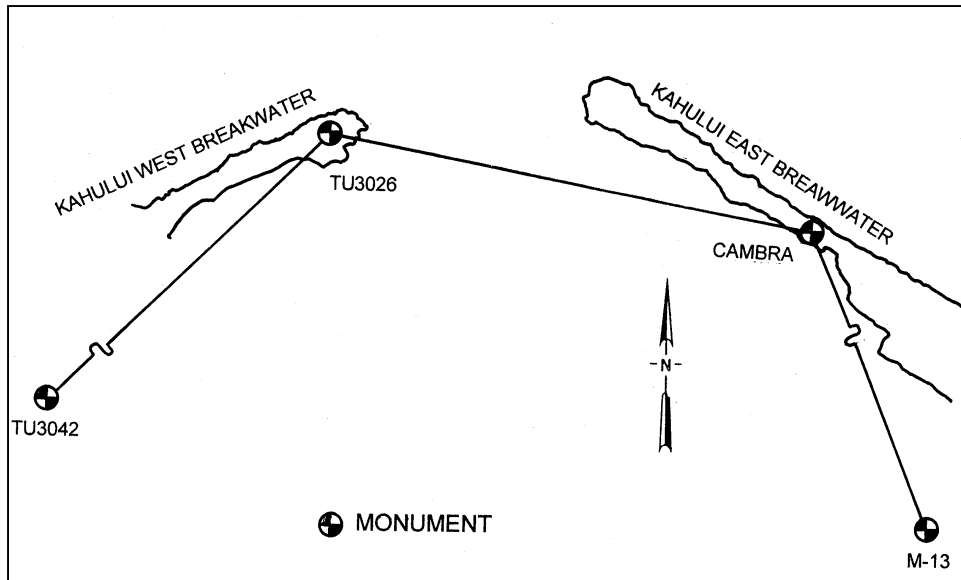 KAHULUI WEST BREAKWATER
KAHULUI EAST BREAWWATER
TU3026
CAMBRA
-N-
TU3042
MONUMENT
M-13